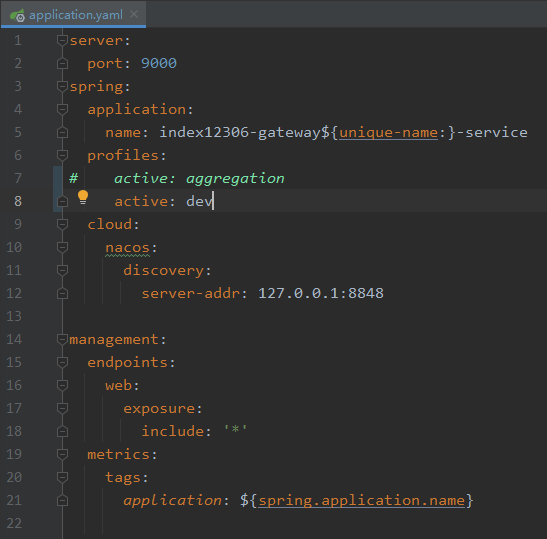 application.yaml
1 server:
2   port: 9000
3 spring:
4   application:
5     name: index12306-gateway${unique-name:}-service
6   profiles:
7 #    active: aggregation
8      active: dev
9   cloud:
10     nacos:
11       discovery:
12         server-addr: 127.0.0.1:8848
13
14 management:
15   endpoints:
16     web:
17       exposure:
18         include: '*'
19   metrics:
20     tags:
21       application: ${spring.application.name}
22